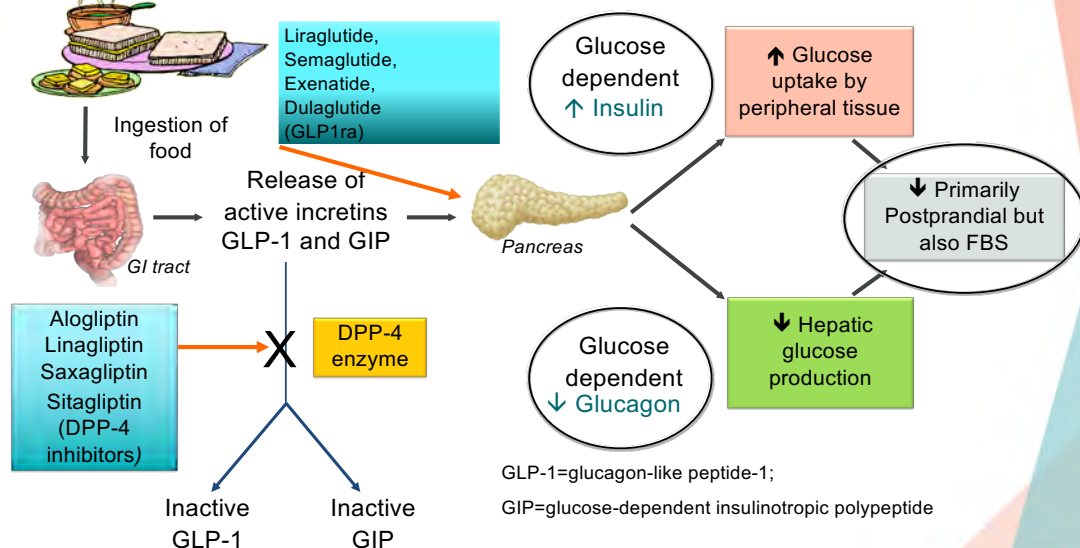 Liraglutide,
Semaglutide,
Exenatide,
Dulaglutide
(GLP1ra)
Glucose
dependent
↑ Insulin
↑ Glucose
uptake by
peripheral tissue
Ingestion of
food
Release of
active incretins
GLP-1 and GIP
GI tract
Pancreas
↓ Primarily
Postprandial but
also FBS
Alogliptin
Linagliptin
Saxagliptin
Sitagliptin
(DPP-4
inhibitors)
X
DPP-4
enzyme
Glucose
dependent
↓ Glucagon
↓ Hepatic
glucose
production
Inactive
GLP-1
Inactive
GIP
GLP-1=glucagon-like peptide-1;
GIP=glucose-dependent insulinotropic polypeptide